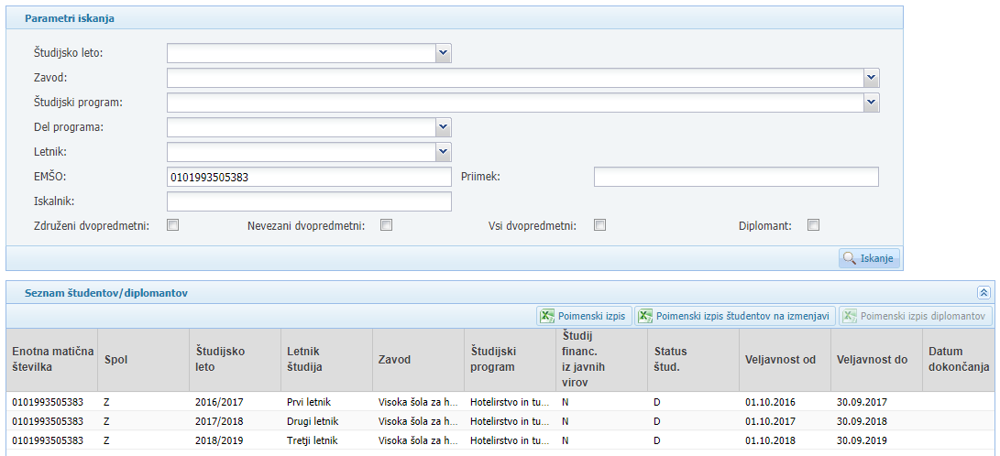 Parametri iskanja
Študijsko leto:
Zavod:
Študijski program:
Del programa:
Letnik:
EMŠO: 0101993505383 Priimek:
Iskalnik:
Združeni dvopredmetni: Nevezani dvopredmetni: Vsi dvopredmetni: Diplomant:
Iskanje
Seznam študentov/diplomantov
Poimenski izpis Poimenski izpis študentov na izmenjavi Poimenski izpis diplomantov
Enotna matična številka Spol Študijsko leto Letnik študija Zavod Študijski program Študij financ. iz javnih virov Status štud. Veljavnost od Veljavnost do Datum dokončanja
0101993505383 Z 2016/2017 Prvi letnik Visoka šola za h... Hotelirstvo in tu... N D 01.10.2016 30.09.2017
0101993505383 Z 2017/2018 Drugi letnik Visoka šola za h... Hotelirstvo in tu... N D 01.10.2017 30.09.2018
0101993505383 Z 2018/2019 Tretji letnik Visoka šola za h... Hotelirstvo in tu... N D 01.10.2018 30.09.2019